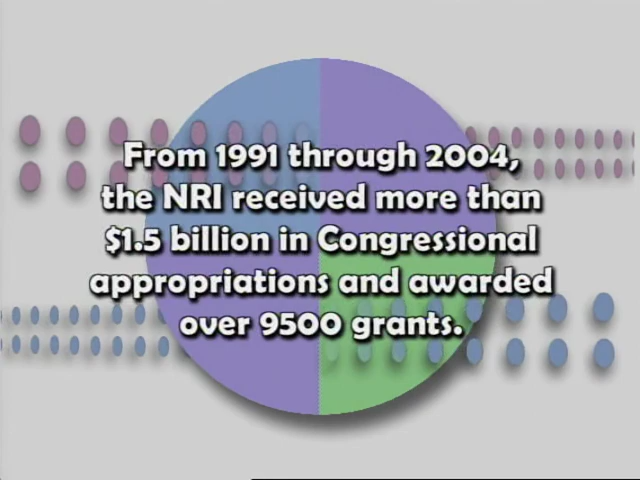 From 1991 through 2004,
the NRI received more than
$1.5 billion in Congressional
appropriations and awarded
over 9500 grants.